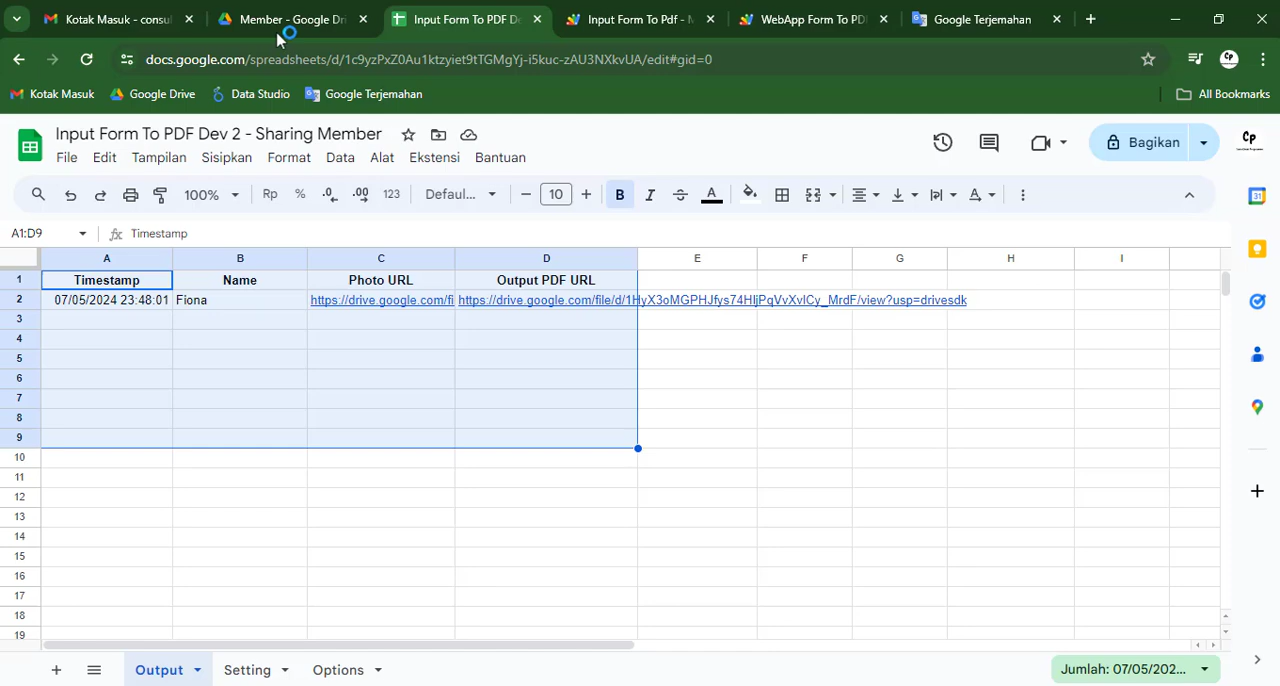 Kotak Masuk - consul
Member - Google Dri
Input Form To PDF De
Input Form To Pdf - M
WebApp Form To PD
Google Terjemahan
docs.google.com/spreadsheets/d/1c9yzPxZ0Au1ktzyiet9tTGMgYj-i5kuc-zAU3NXkvUA/edit#gid=0
Kotak Masuk
Google Drive
Data Studio
Google Terjemahan
All Bookmarks
Input Form To PDF Dev 2 - Sharing Member
File Edit Tampilan Sisipkan Format Data Alat Ekstensi Bantuan
Bagikan
Cp
100% Rp % .0 .00 123 Defaul... 10 B I A
A1:D9
fx Timestamp
A B C D E F G H I
1 Timestamp Name Photo URL Output PDF URL
2 07/05/2024 23:48:01 Fiona https://drive.google.com/fi https://drive.google.com/file/d/1HyX3oMGPHJfys74HIjPqVvXvlCy_MrdF/view?usp=drivesdk
3
4
5
6
7
8
9
10
11
12
13
14
15
16
17
18
19
Output Setting Options
Jumlah: 07/05/202...